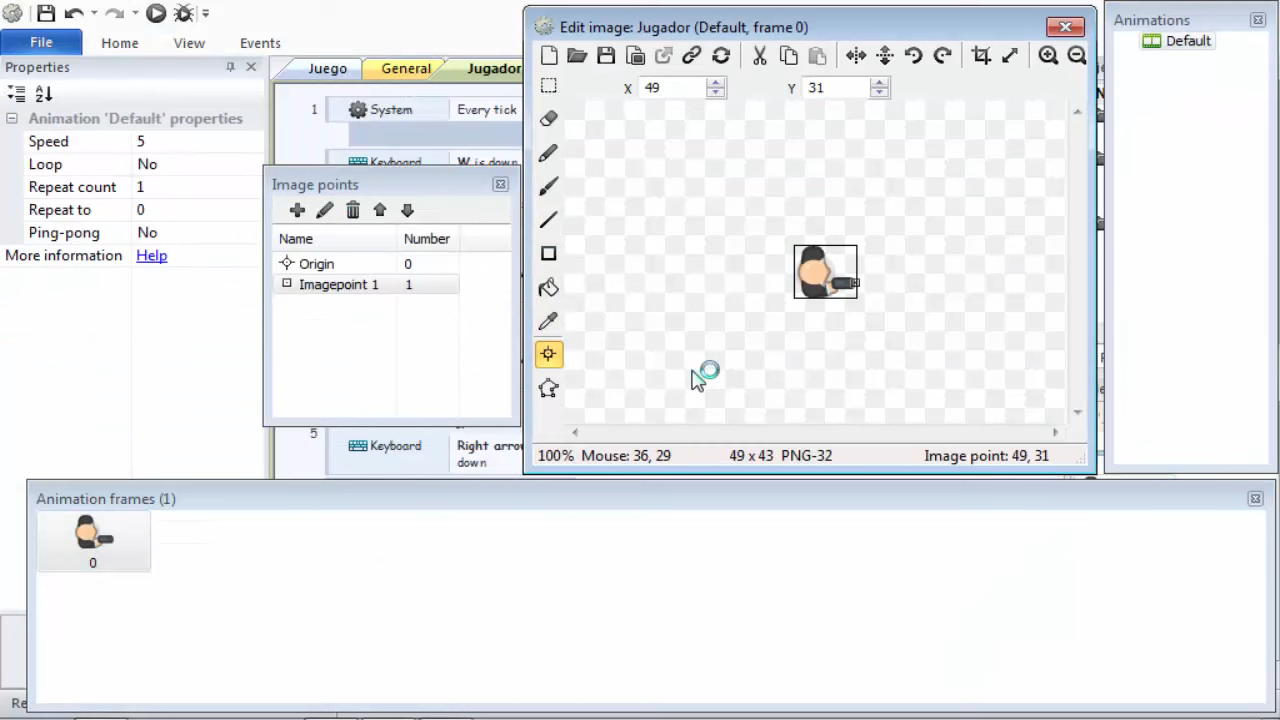 File
Home
View
Events
Properties
Animation 'Default' properties
Speed 5
Loop No
Repeat count 1
Repeat to 0
Ping-pong No
More information Help
Juego
General
Jugador
1 System Every tick
Keyboard W is down
5 Keyboard Right arrow
down
Image points
Name Number
Origin 0
Imagepoint 1 1
Edit image: Jugador (Default, frame 0)
X 49 Y 31
100% Mouse: 36, 29 49 x 43 PNG-32 Image point: 49, 31
Animations
Default
Animation frames (1)
0